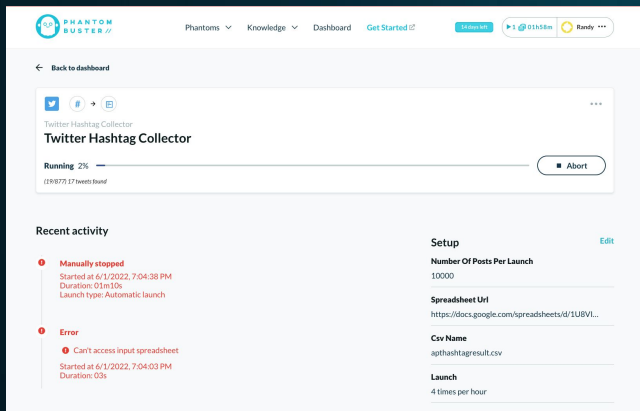 PHANTOM
BUSTER//
Phantoms
Knowledge
Dashboard
Get Started
14 days left
1
01h58m
Randy
Back to dashboard
#
Twitter Hashtag Collector
Twitter Hashtag Collector
Running 2%
Abort
(19/877) 17 tweets found
Recent activity
Manually stopped
Started at 6/1/2022, 7:04:38 PM
Duration: 01m10s
Launch type: Automatic launch
Error
Can't access input spreadsheet
Started at 6/1/2022, 7:04:03 PM
Duration: 03s
Setup
Edit
Number Of Posts Per Launch
10000
Spreadsheet Url
https://docs.google.com/spreadsheets/d/1U8VI...
Csv Name
apthashtagresult.csv
Launch
4 times per hour